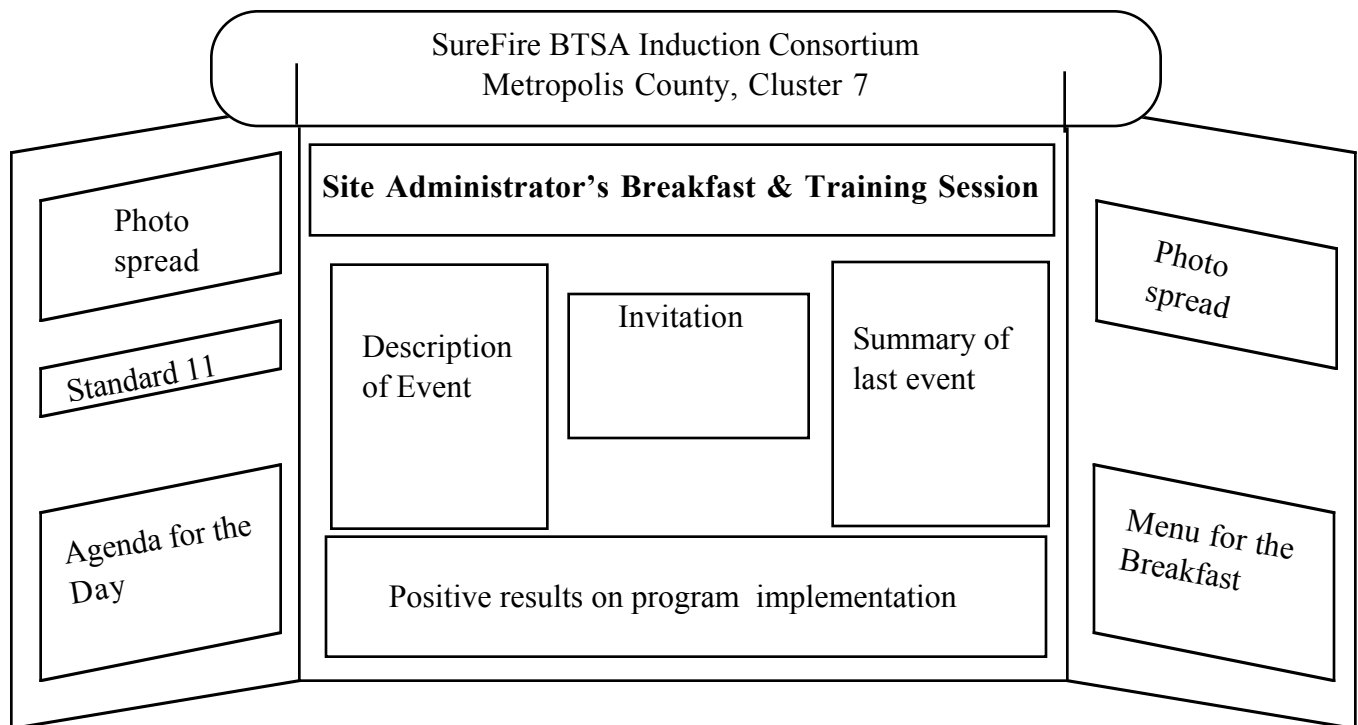 SureFire BTSA Induction Consortium
Metropolis County, Cluster 7
Photo
spread
Standard 11
Agenda for the
Day
Site Administrator’s Breakfast & Training Session
Description
of Event
Invitation
Summary of
last event
Positive results on program implementation
Photo
spread
Menu for the
Breakfast